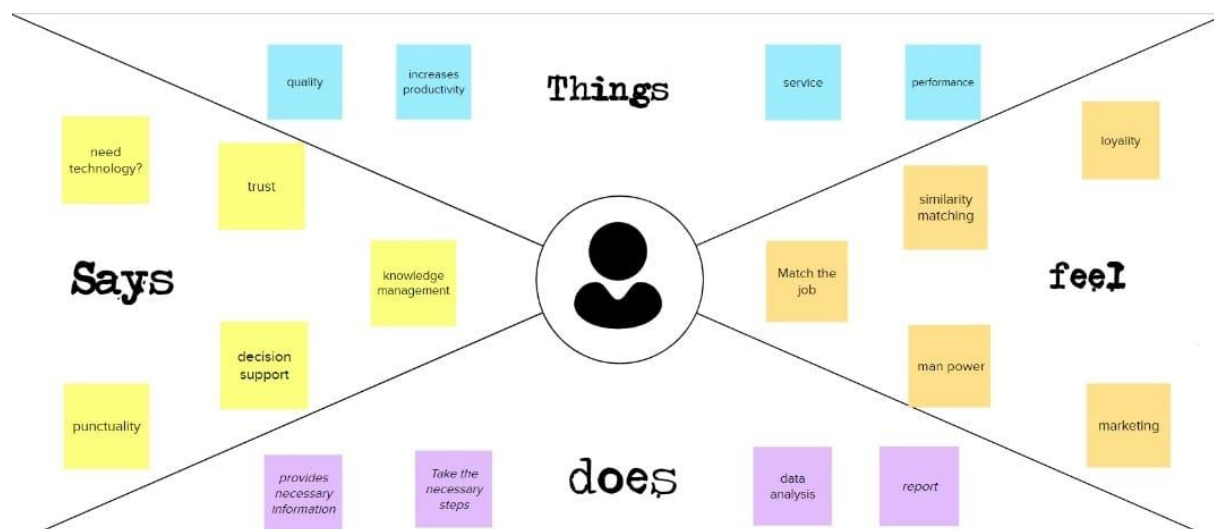 Things
quality
increases
productivity
service
performance
Says
need
technology?
trust
knowledge
management
decision
support
punctuality
feel
loyality
similarity
matching
Match the
job
man power
marketing
does
provides
necessary
information
Take the
necessary
steps
data
analysis
report